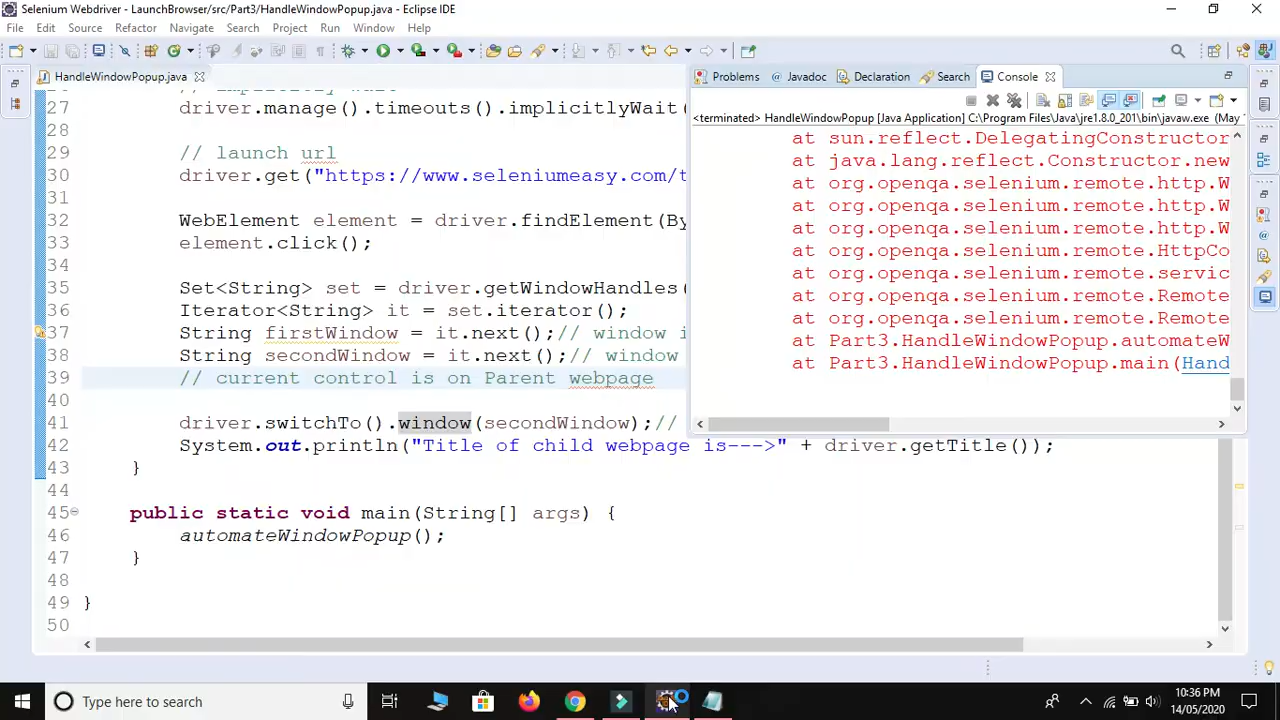 Selenium Webdriver - LaunchBrowser/src/Part3/HandleWindowPopup.java - Eclipse IDE
File Edit Source Refactor Navigate Search Project Run Window Help
HandleWindowPopup.java
Problems Javadoc Declaration Search Console
<terminated> HandleWindowPopup [Java Application] C:\Program Files\Java\jre1.8.0_201\bin\javaw.exe (May
27 driver.manage().timeouts().implicitlyWait(
28
29 // launch url
30 driver.get("https://www.seleniumeasy.com/t
31
32 WebElement element = driver.findElement(By
33 element.click();
34
35 Set<String> set = driver.getWindowHandles(
36 Iterator<String> it = set.iterator();
37 String firstWindow = it.next();// window i
38 String secondWindow = it.next();// window
39 // current control is on Parent webpage
40
41 driver.switchTo().window(secondWindow);//
42 System.out.println("Title of child webpage is--->" + driver.getTitle());
43 }
44
45 public static void main(String[] args) {
46 automateWindowPopup();
47 }
48
49 }
50
at sun.reflect.DelegatingConstructor
at java.lang.reflect.Constructor.new
at org.openqa.selenium.remote.http.W
at org.openqa.selenium.remote.http.W
at org.openqa.selenium.remote.http.W
at org.openqa.selenium.remote.HttpCo
at org.openqa.selenium.remote.servic
at org.openqa.selenium.remote.Remote
at org.openqa.selenium.remote.Remote
at Part3.HandleWindowPopup.automateW
at Part3.HandleWindowPopup.main(Hand
Type here to search
10:36 PM
14/05/2020